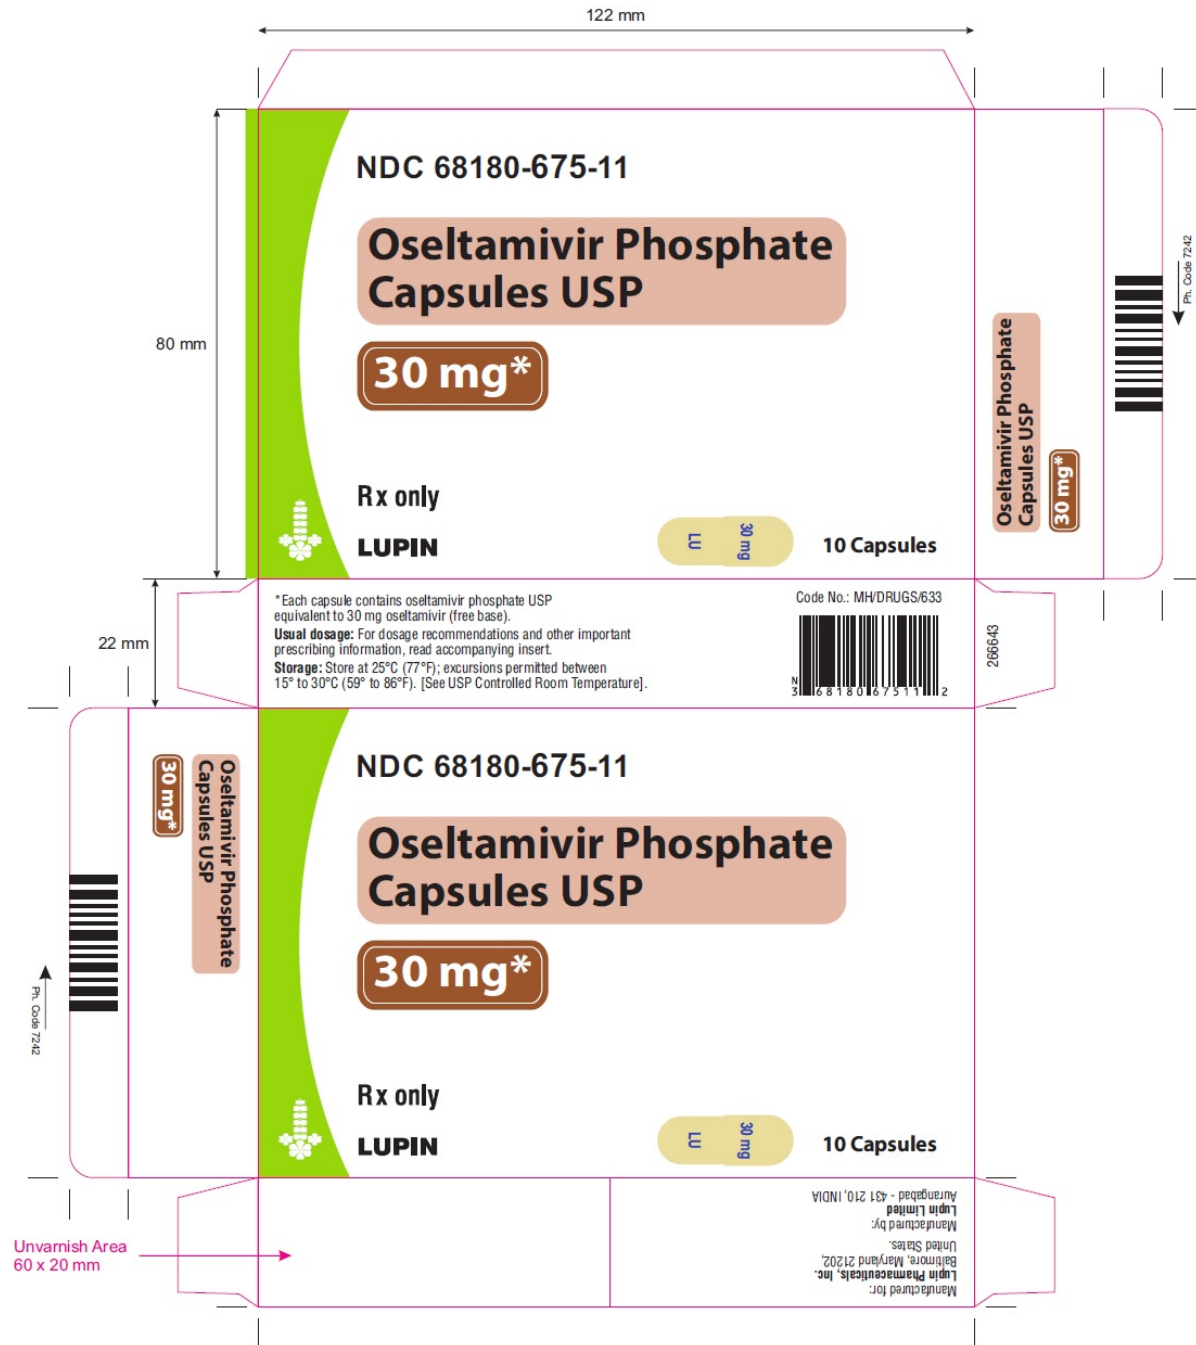 122 mm
NDC 68180-675-11
Oseltamivir Phosphate
Capsules USP
30 mg*
80 mm
Rx only
LUPIN
LU
30 mg
10 Capsules
Oseltamivir Phosphate
Capsules USP
30 mg*
Ph. Code 7242
22 mm
*Each capsule contains oseltamivir phosphate USP
equivalent to 30 mg oseltamivir (free base).
Usual dosage: For dosage recommendations and other important
prescribing information, read accompanying insert.
Storage: Store at 25°C (77°F); excursions permitted between
15° to 30°C (59° to 86°F). [See USP Controlled Room Temperature].
Code No.: MH/DRUGS/633
N
3 68180 67511 2
266643
NDC 68180-675-11
Oseltamivir Phosphate
Capsules USP
30 mg*
Rx only
LUPIN
LU
30 mg
10 Capsules
Oseltamivir Phosphate
Capsules USP
30 mg*
Ph. Code 7242
Unvarnish Area
60 x 20 mm
Manufactured for:
Lupin Pharmaceuticals, Inc.
Baltimore, Maryland 21202,
United States.
Manufactured by:
Lupin Limited
Aurangabad - 431 210, INDIA